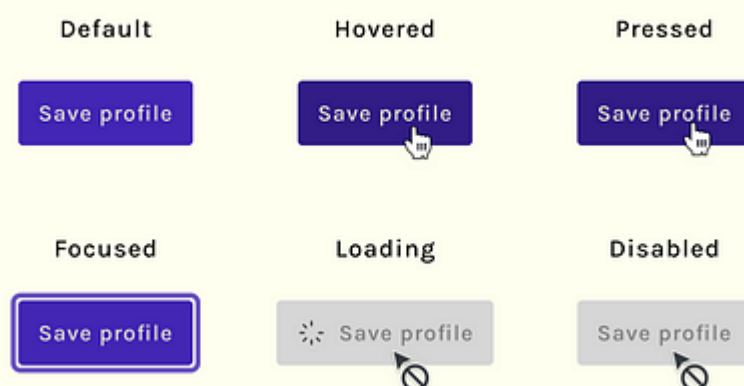 Default
Hovered
Pressed
Save profile
Save profile
Save profile
Focused
Loading
Disabled
Save profile
Save profile
Save profile